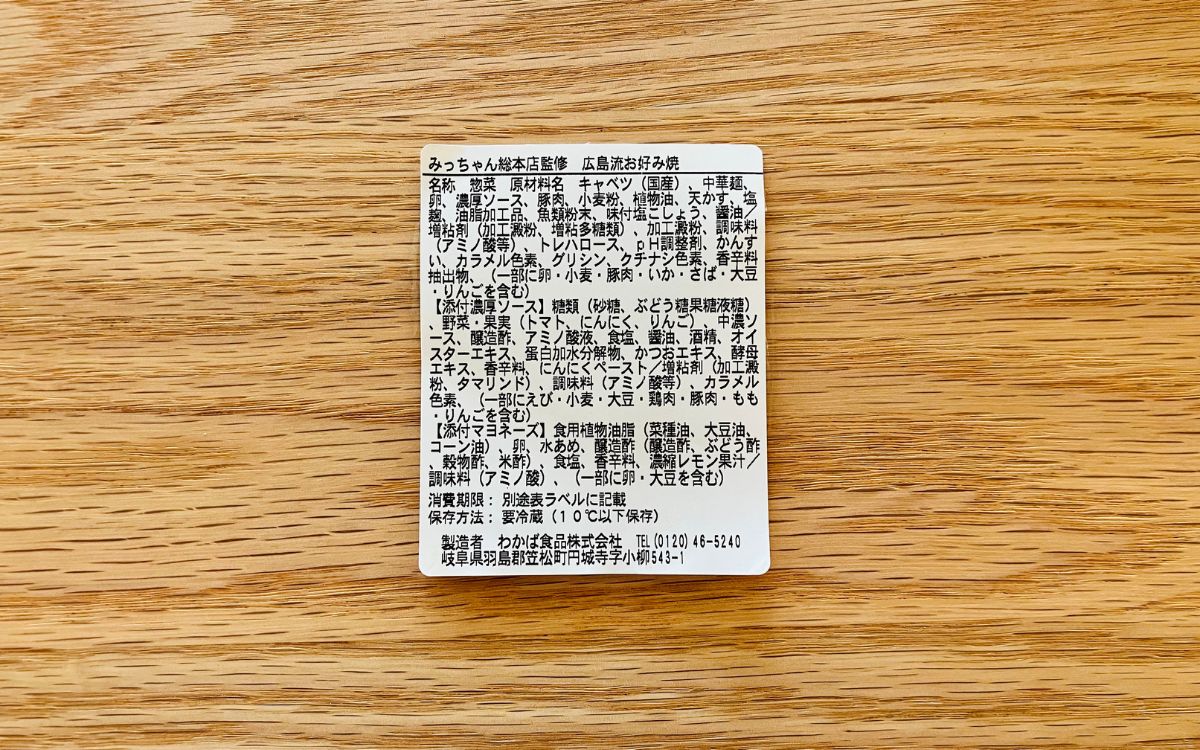 みっちゃん総本店監修 広島流お好み焼
名称 惣菜 原材料名 キャベツ(国産)、中華麺、
卵、濃厚ソース、豚肉、小麦粉、植物油、天かす、塩
麹、油脂加工品、魚類粉末、味付塩こしょう、醤油/
増粘剤(加工澱粉、増粘多糖類)、加工澱粉、調味料
(アミノ酸等)、トレハロース、pH調整剤、かんす
い、カラメル色素、グリシン、クチナシ色素、香辛料
抽出物、(一部に卵・小麦・豚肉・いか・さば・大豆
・りんごを含む)
【添付濃厚ソース】糖類(砂糖、ぶどう糖果糖液糖)
、野菜・果実(トマト、にんにく、りんご)、中濃ソ
ース、醸造酢、アミノ酸液、食塩、醤油、酒精、オイ
スターエキス、蛋白加水分解物、かつおエキス、酵母
エキス、香辛料、にんにくペースト/増粘剤(加工澱
粉、タマリンド)、調味料(アミノ酸等)、カラメル
色素、(一部にえび・小麦・大豆・鶏肉・豚肉・もも
・りんごを含む)
【添付マヨネーズ】食用植物油脂(菜種油、大豆油、
コーン油)、卵、水あめ、醸造酢(醸造酢、ぶどう酢
、穀物酢、米酢)、食塩、香辛料、濃縮レモン果汁/
調味料(アミノ酸)、(一部に卵・大豆を含む)
消費期限:別途表ラベルに記載
保存方法:要冷蔵(10℃以下保存)
製造者 わかば食品株式会社 TEL(0120)46-5240
岐阜県羽島郡笠松町円城寺字小柳543-1